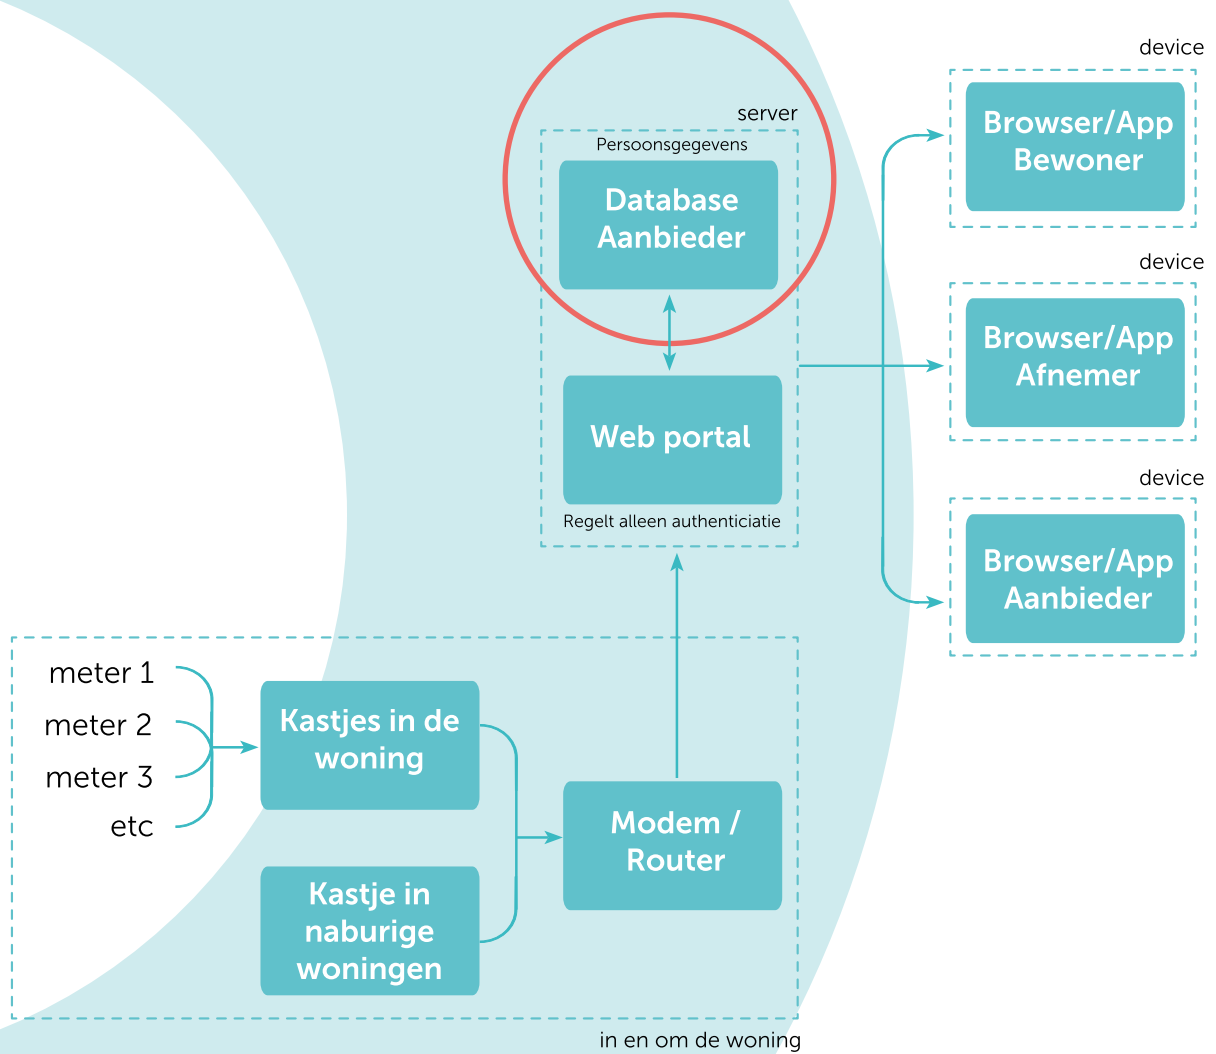 device
Browser/App
Bewoner
server
Persoonsgegevens
Database
Aanbieder
device
Browser/App
Afnemer
Web portal
Regelt alleen authenticiatie
device
Browser/App
Aanbieder
meter 1
meter 2
meter 3
etc
Kastjes in de
woning
Modem /
Router
Kastje in
naburige
woningen
in en om de woning